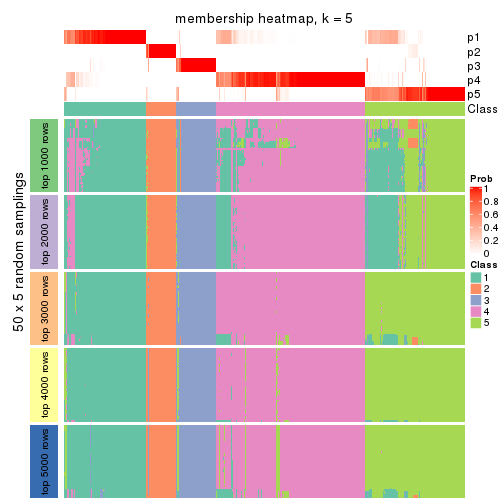 membership heatmap, k = 5
p1
p2
p3
p4
p5
Class
50 x 5 random samplings
top 1000 rows
top 2000 rows
top 3000 rows
top 4000 rows
top 5000 rows
Prob
1
0.8
0.6
0.4
0.2
0
Class
1
2
3
4
5